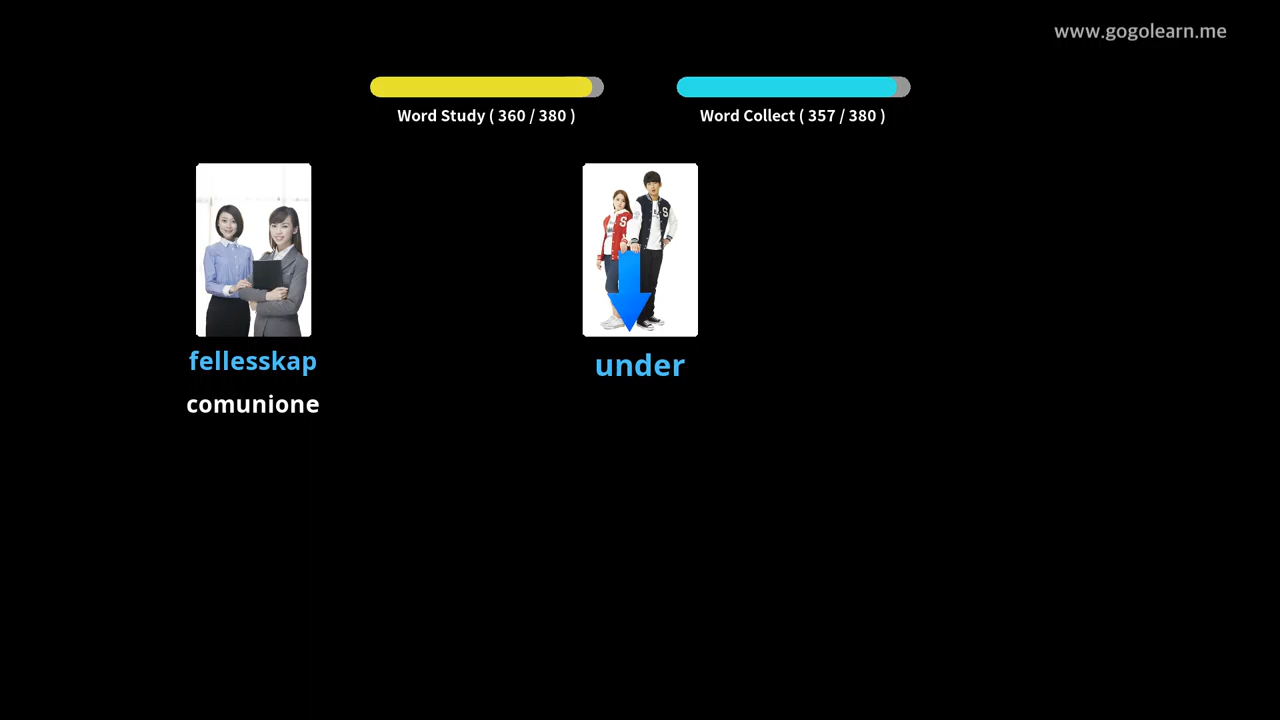 www.gogolearn.me
Word Study ( 360 / 380 )
Word Collect ( 357 / 380 )
S
S
fellesskap
under
comunione